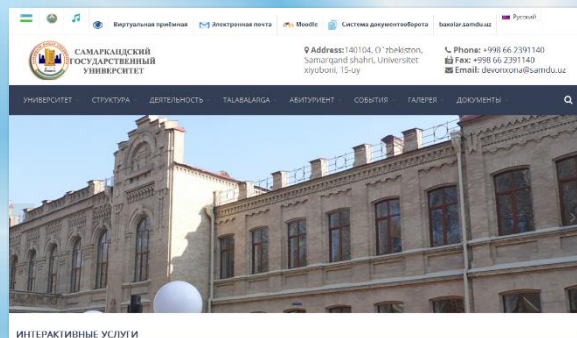 Виртуальная приёмная Электронная почта Moodle Система документооборота baxolar.samdu.uz Русский
САМАРКАНДСКИЙ
ГОСУДАРСТВЕННЫЙ
УНИВЕРСИТЕТ
Address: 140104, O`zbekiston,
Samarqand shahri, Universitet
xiyoboni, 15-uy
Phone: +998 66 2391140
Fax: +998 66 2391140
Email: devonxona@samdu.uz
УНИВЕРСИТЕТ СТРУКТУРА ДЕЯТЕЛЬНОСТЬ TALABALARGA АБИТУРИЕНТ СОБЫТИЯ ГАЛЕРЕЯ ДОКУМЕНТЫ
ИНТЕРАКТИВНЫЕ УСЛУГИ